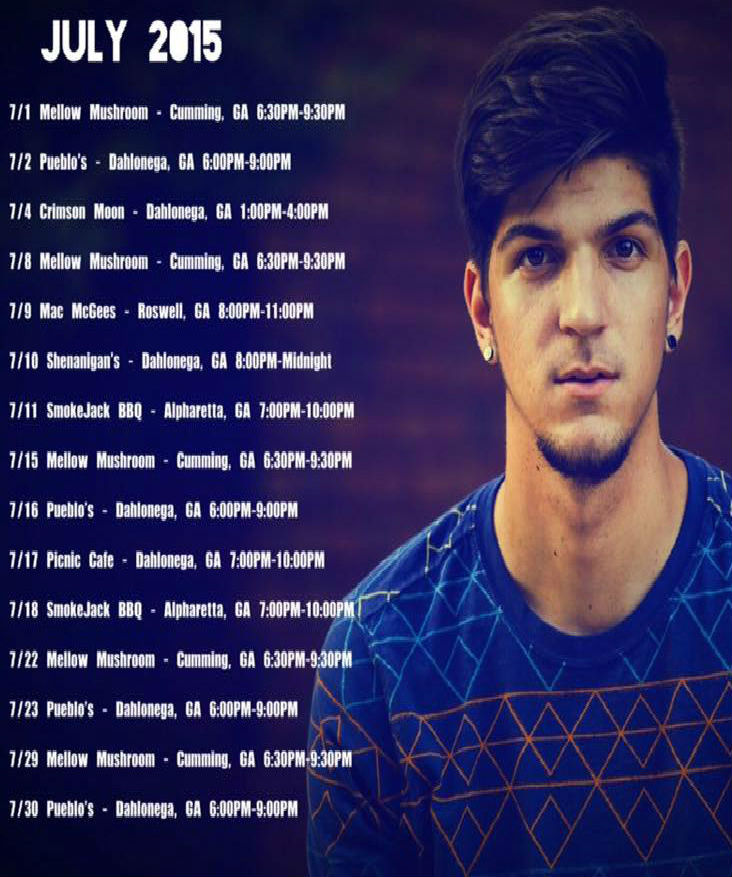 JULY 2015
7/1 Mellow Mushroom - Cumming, GA 6:30PM-9:30PM
7/2 Pueblo's - Dahlonega, GA 6:00PM-9:00PM
7/4 Crimson Moon - Dahlonega, GA 1:00PM-4:00PM
7/8 Mellow Mushroom - Cumming, GA 6:30PM-9:30PM
7/9 Mac McGees - Roswell, GA 8:00PM-11:00PM
7/10 Shenanigan's - Dahlonega, GA 8:00PM-Midnight
7/11 SmokeJack BBQ - Alpharetta, GA 7:00PM-10:00PM
7/15 Mellow Mushroom - Cumming, GA 6:30PM-9:30PM
7/16 Pueblo's - Dahlonega, GA 6:00PM-9:00PM
7/17 Picnic Cafe - Dahlonega, GA 7:00PM-10:00PM
7/18 SmokeJack BBQ - Alpharetta, GA 7:00PM-10:00PM
7/22 Mellow Mushroom - Cumming, GA 6:30PM-9:30PM
7/23 Pueblo's - Dahlonega, GA 6:00PM-9:00PM
7/29 Mellow Mushroom - Cumming, GA 6:30PM-9:30PM
7/30 Pueblo's - Dahlonega, GA 6:00PM-9:00PM